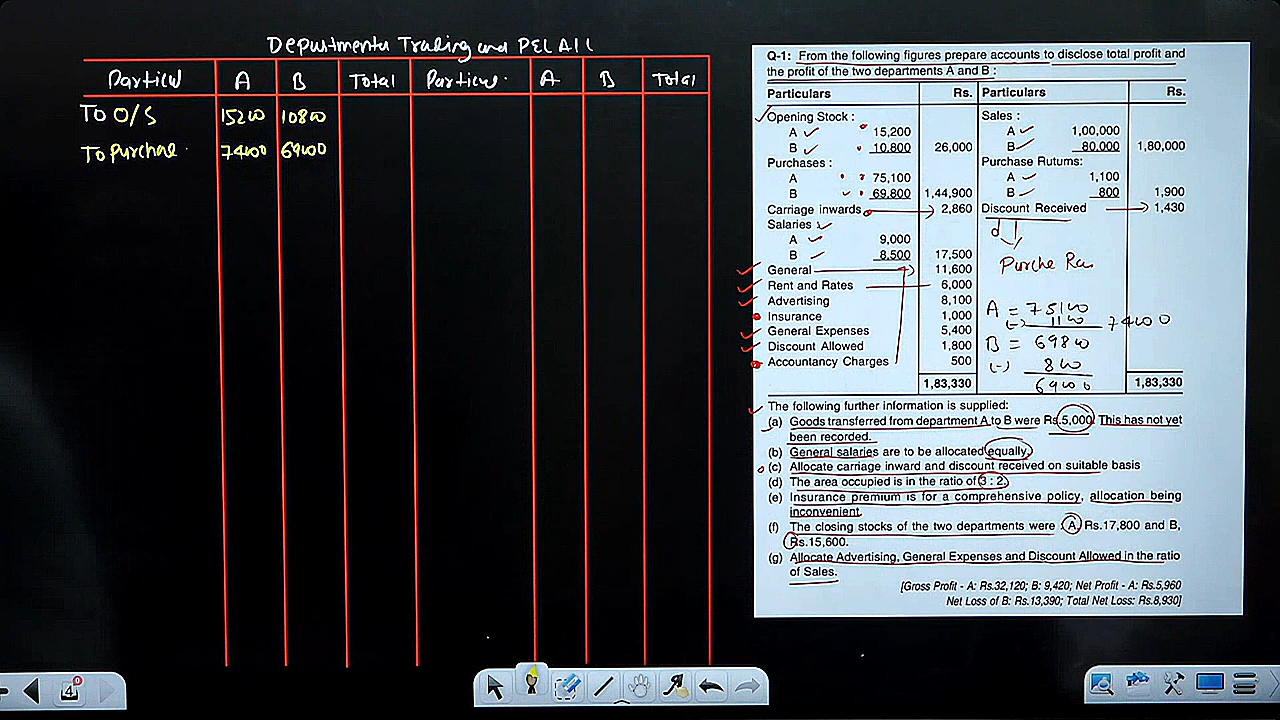 Departmental Trading and P&L A/c
Particul A B Total Particul. A B Total
To O/S 15200 10800
To Purchase. 74000 69000
Q-1: From the following figures prepare accounts to disclose total profit and
the profit of the two departments A and B :
Particulars Rs. Particulars Rs.
Opening Stock : Sales :
A 15,200 A 1,00,000
B 10,800 26,000 B 80,000 1,80,000
Purchases : Purchase Ruturns:
A 75,100 A 1,100
B 69,800 1,44,900 B 800 1,900
Carriage inwards 2,860 Discount Received 1,430
Salaries :
A 9,000
B 8,500 17,500
General 11,600
Rent and Rates 6,000
Advertising 8,100
Insurance 1,000
General Expenses 5,400
Discount Allowed 1,800
Accountancy Charges 500
1,83,330 1,83,330
Purche Ra.
A = 75100
(-) 1100 74000
B = 69800
(-) 800
69000
The following further information is supplied:
(a) Goods transferred from department A to B were Rs.5,000. This has not yet
been recorded.
(b) General salaries are to be allocated equally.
(c) Allocate carriage inward and discount received on suitable basis
(d) The area occupied is in the ratio of 3 : 2.
(e) Insurance premium is for a comprehensive policy, allocation being
inconvenient.
(f) The closing stocks of the two departments were : A, Rs.17,800 and B,
Rs.15,600.
(g) Allocate Advertising, General Expenses and Discount Allowed in the ratio
of Sales.
[Gross Profit - A: Rs.32,120; B: 9,420; Net Profit - A: Rs.5,960
Net Loss of B: Rs.13,390; Total Net Loss: Rs.8,930]
4